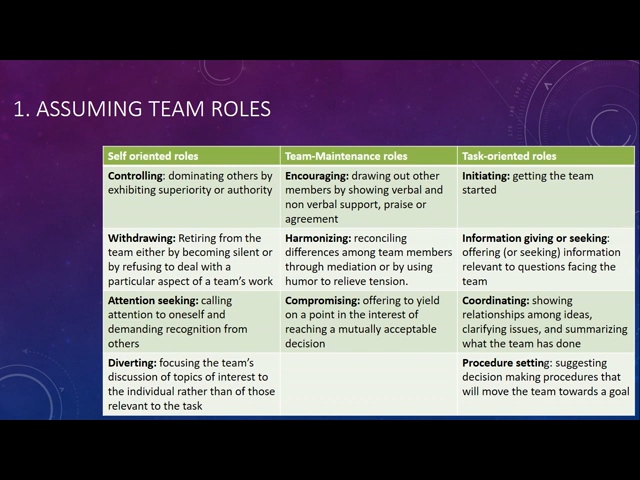 1. ASSUMING TEAM ROLES
Self oriented roles
Team-Maintenance roles
Task-oriented roles
Controlling: dominating others by
exhibiting superiority or authority
Encouraging: drawing out other
members by showing verbal and
non verbal support, praise or
agreement
Initiating: getting the team
started
Withdrawing: Retiring from the
team either by becoming silent or
by refusing to deal with a
particular aspect of a team's work
Harmonizing: reconciling
differences among team members
through mediation or by using
humor to relieve tension.
Information giving or seeking:
offering (or seeking) information
relevant to questions facing the
team
Attention seeking: calling
attention to oneself and
demanding recognition from
others
Compromising: offering to yield
on a point in the interest of
reaching a mutually acceptable
decision
Coordinating: showing
relationships among ideas,
clarifying issues, and summarizing
what the team has done
Diverting: focusing the team's
discussion of topics of interest to
the individual rather than of those
relevant to the task
Procedure setting: suggesting
decision making procedures that
will move the team towards a goal